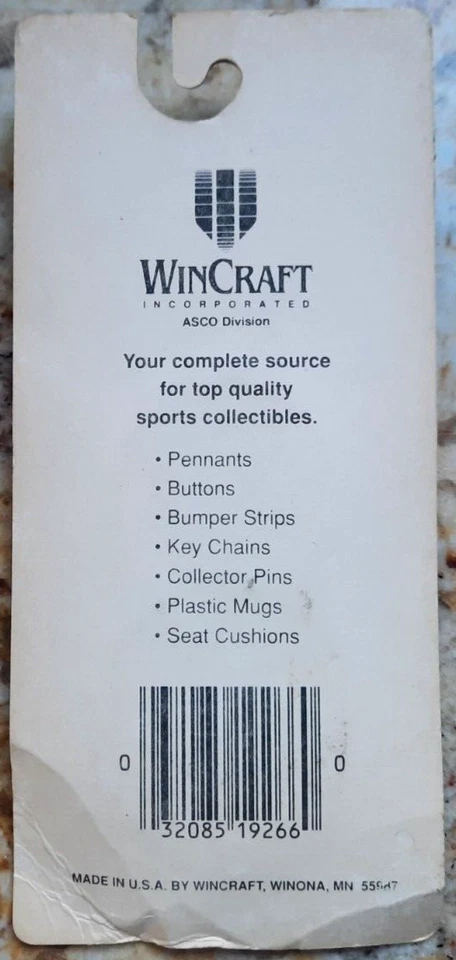 WINCRAFT
INCORPORATED
ASCO Division
Your complete source
for top quality
sports collectibles.
• Pennants
• Buttons
• Bumper Strips
• Key Chains
• Collector Pins
• Plastic Mugs
• Seat Cushions
0 32085 19266 0
MADE IN U.S.A. BY WINCRAFT, WINONA, MN